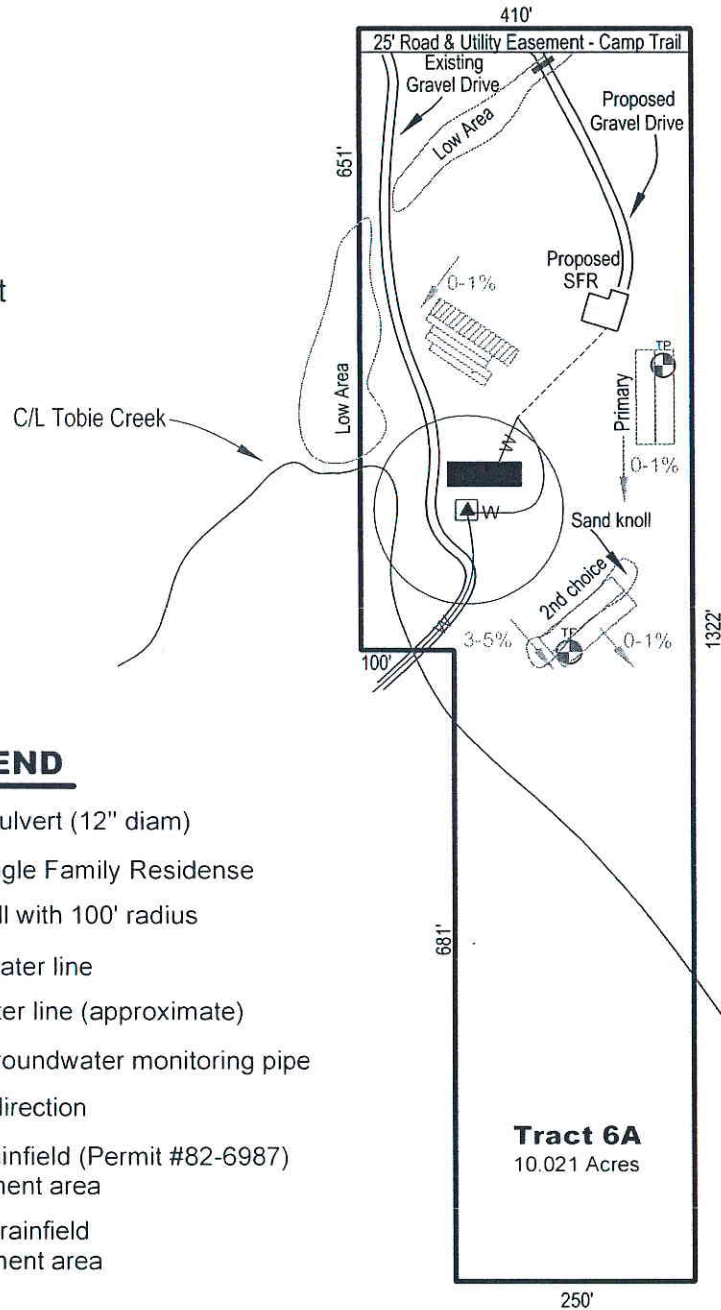 410'
25' Road & Utility Easement - Camp Trail
Existing
Gravel Drive
Proposed
Gravel Drive
Low Area
651'
Proposed
SFR
0-1%
t
TP
Primary
0-1%
Low Area
C/L Tobie Creek
W
W
Sand knoll
2nd choice
TP
3-5%
0-1%
1322'
100'
END
ulvert (12" diam)
gle Family Residense
ll with 100' radius
ater line
ter line (approximate)
roundwater monitoring pipe
direction
infield (Permit #82-6987)
ment area
rainfield
ment area
681'
Tract 6A
10.021 Acres
250'